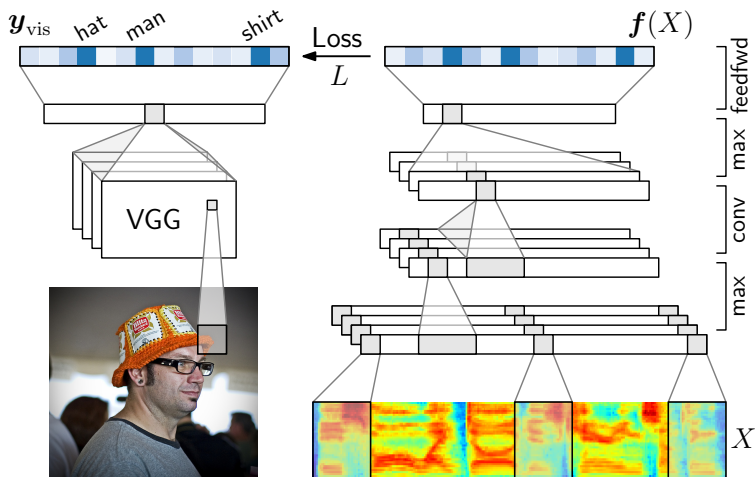 y_vis hat man shirt
Loss
L
f(X)
feedfwd
max
conv
max
VGG
X